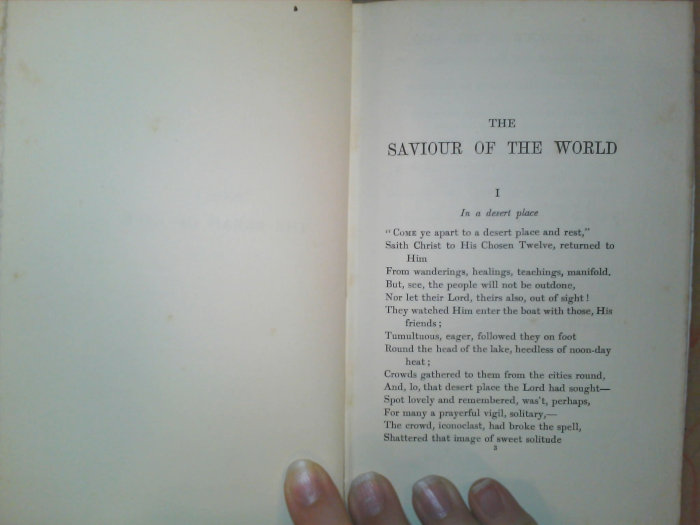 THE
SAVIOUR OF THE WORLD
I
In a desert place
"COME ye apart to a desert place and rest,"
Saith Christ to His Chosen Twelve, returned to
Him
From wanderings, healings, teachings, manifold.
But, see, the people will not be outdone,
Nor let their Lord, theirs also, out of sight!
They watched Him enter the boat with those, His
friends;
Tumultuous, eager, followed they on foot
Round the head of the lake, heedless of noon-day
heat;
Crowds gathered to them from the cities round,
And, lo, that desert place the Lord had sought—
Spot lovely and remembered, was't, perhaps,
For many a prayerful vigil, solitary,—
The crowd, iconoclast, had broke the spell,
Shattered that image of sweet solitude
3